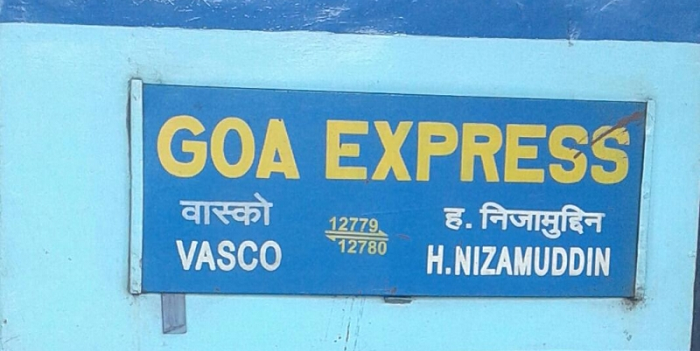 GOA EXPRESS
वास्को 12779 ह. निजामुद्दिन
VASCO 12780 H.NIZAMUDDIN